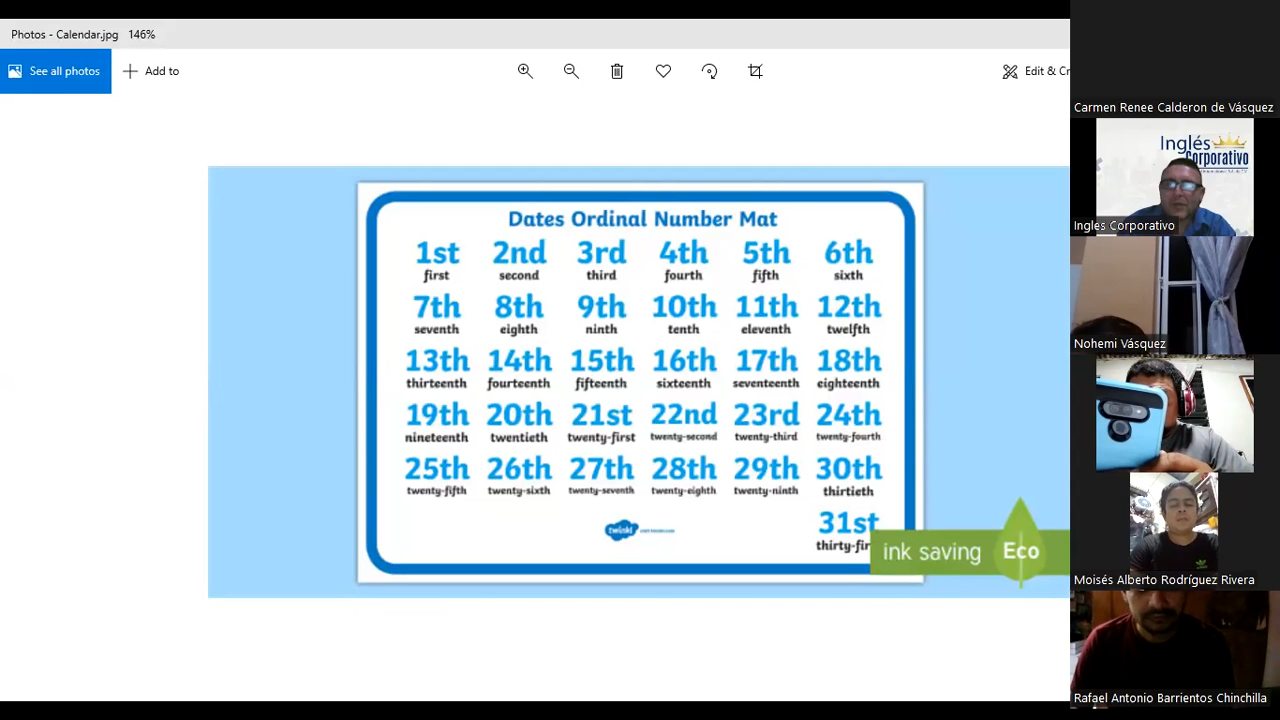 Photos - Calendar.jpg 146%
See all photos
Add to
Edit & Cr
Dates Ordinal Number Mat
1st 2nd 3rd 4th 5th 6th
first second third fourth fifth sixth
7th 8th 9th 10th 11th 12th
seventh eighth ninth tenth eleventh twelfth
13th 14th 15th 16th 17th 18th
thirteenth fourteenth fifteenth sixteenth seventeenth eighteenth
19th 20th 21st 22nd 23rd 24th
nineteenth twentieth twenty-first twenty-second twenty-third twenty-fourth
25th 26th 27th 28th 29th 30th
twenty-fifth twenty-sixth twenty-seventh twenty-eighth twenty-ninth thirtieth
31st
thirty-fir
twinkl
ink saving Eco
Carmen Renee Calderon de Vásquez
Inglés
Corporativo
Ingles Corporativo
Nohemi Vásquez
Moisés Alberto Rodríguez Rivera
Rafael Antonio Barrientos Chinchilla